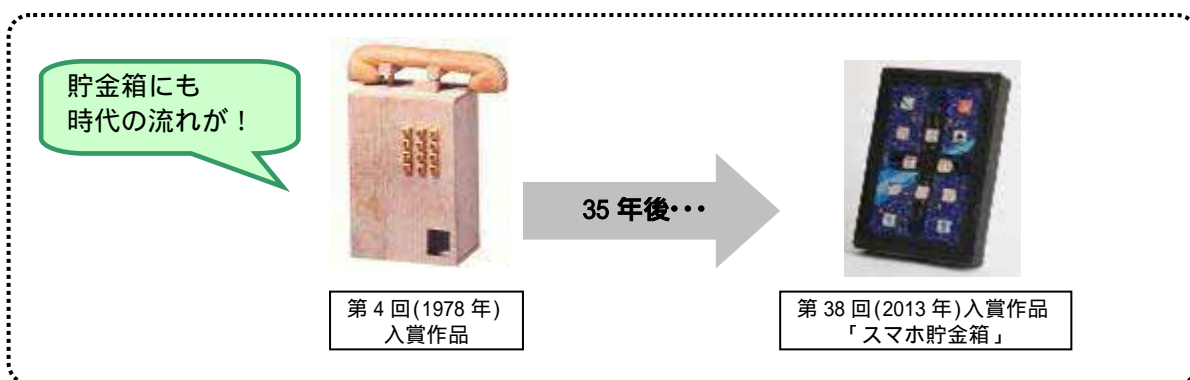 貯金箱にも
時代の流れが！
35 年後・・・
第 4 回(1978 年)
入賞作品
第 38 回(2013 年)入賞作品
「スマホ貯金箱」